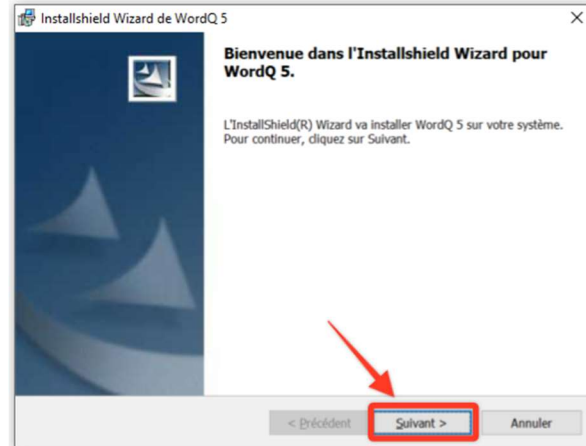 Installshield Wizard de WordQ 5
Bienvenue dans l'Installshield Wizard pour
WordQ 5.
L'InstallShield(R) Wizard va installer WordQ 5 sur votre système.
Pour continuer, cliquez sur Suivant.
< Précédent Suivant > Annuler